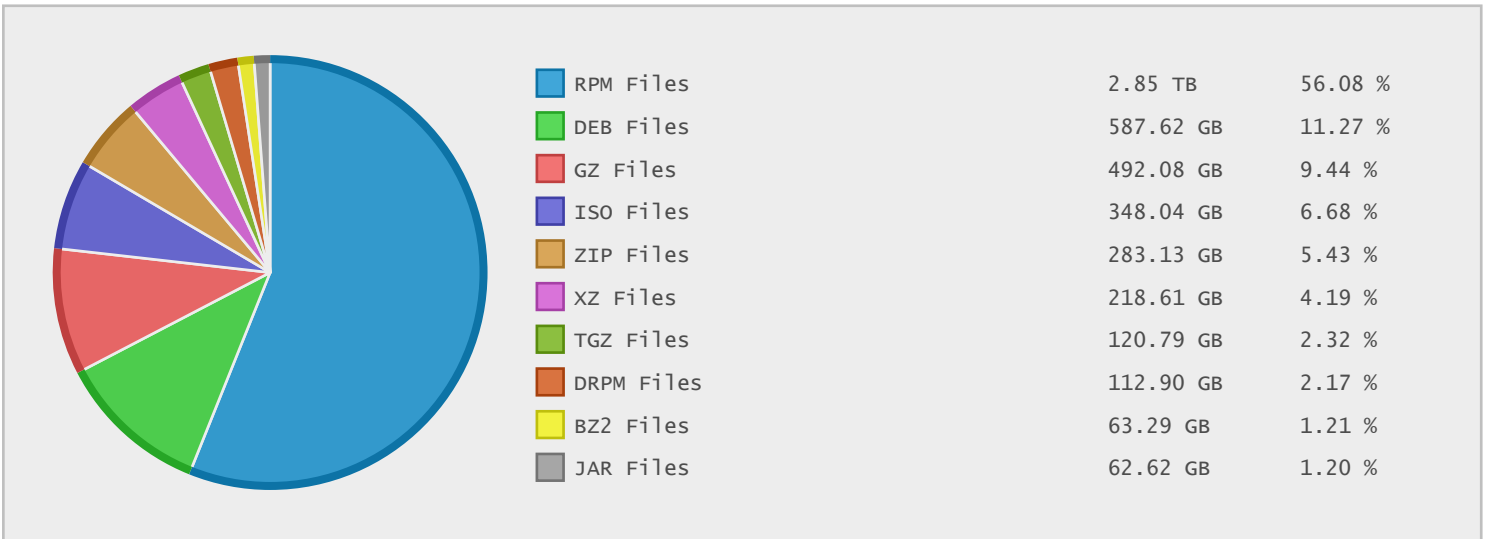 RPM Files 2.85 TB 56.08 %
DEB Files 587.62 GB 11.27 %
GZ Files 492.08 GB 9.44 %
ISO Files 348.04 GB 6.68 %
ZIP Files 283.13 GB 5.43 %
XZ Files 218.61 GB 4.19 %
TGZ Files 120.79 GB 2.32 %
DRPM Files 112.90 GB 2.17 %
BZ2 Files 63.29 GB 1.21 %
JAR Files 62.62 GB 1.20 %